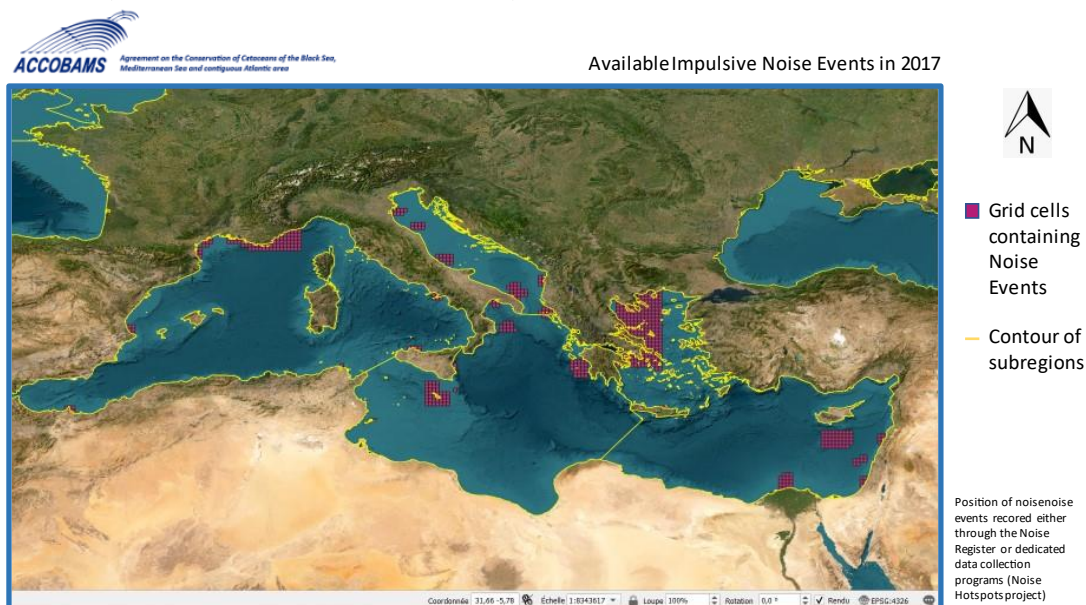 ACCOBAMS
Agreement on the Conservation of Cetaceans of the Black Sea,
Mediterranean Sea and contiguous Atlantic area
AvailableImpulsive Noise Events in 2017
N
Grid cells
containing
Noise
Events
Contour of
subregions
Position of noisenoise
events recored either
through the Noise
Register or dedicated
data collection
programs (Noise
Hotspotsproject)
Coordonnée 31,66 -5,78 Échelle 1:8343617 Loupe 100% Rotation 0,0 ° Rendu EPSG:4326